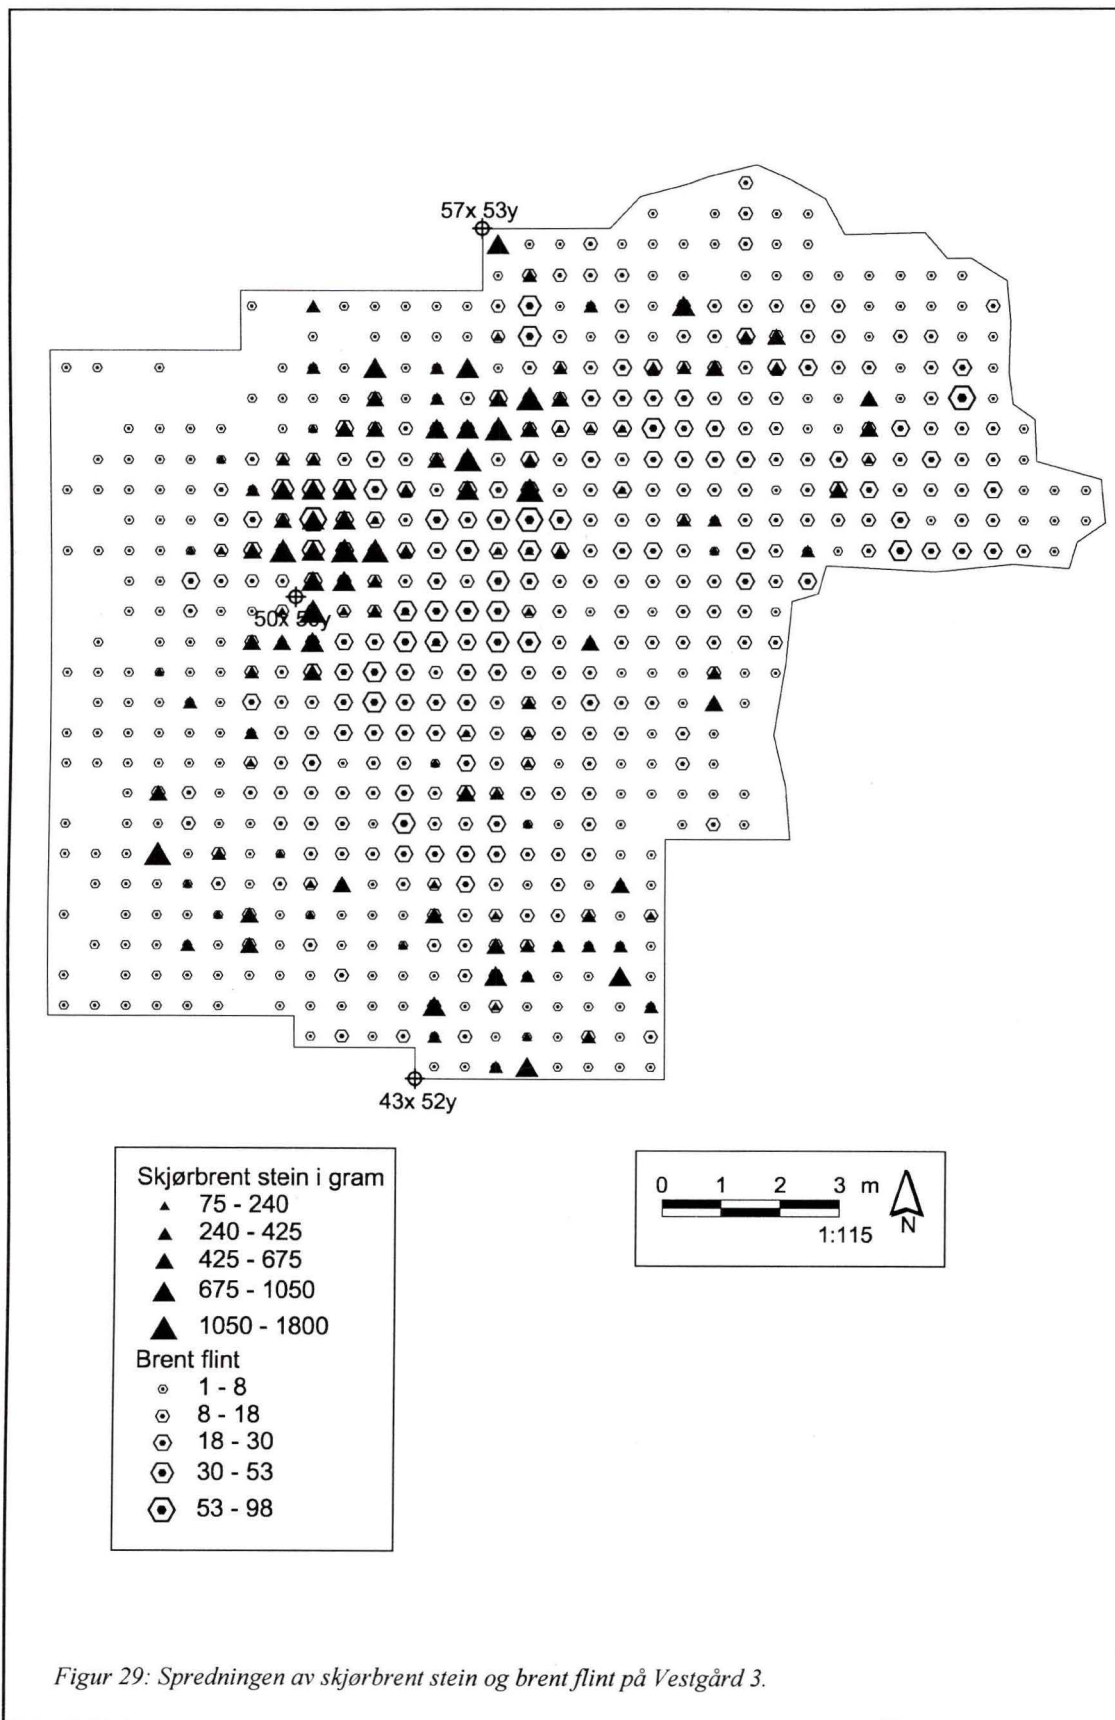 57x 53y
50x 50y
43x 52y
Skjørbrent stein i gram
75 - 240
240 - 425
425 - 675
675 - 1050
1050 - 1800
Brent flint
1 - 8
8 - 18
18 - 30
30 - 53
53 - 98
0 1 2 3 m
1:115
N
Figur 29: Spredningen av skjørbrent stein og brent flint på Vestgård 3.